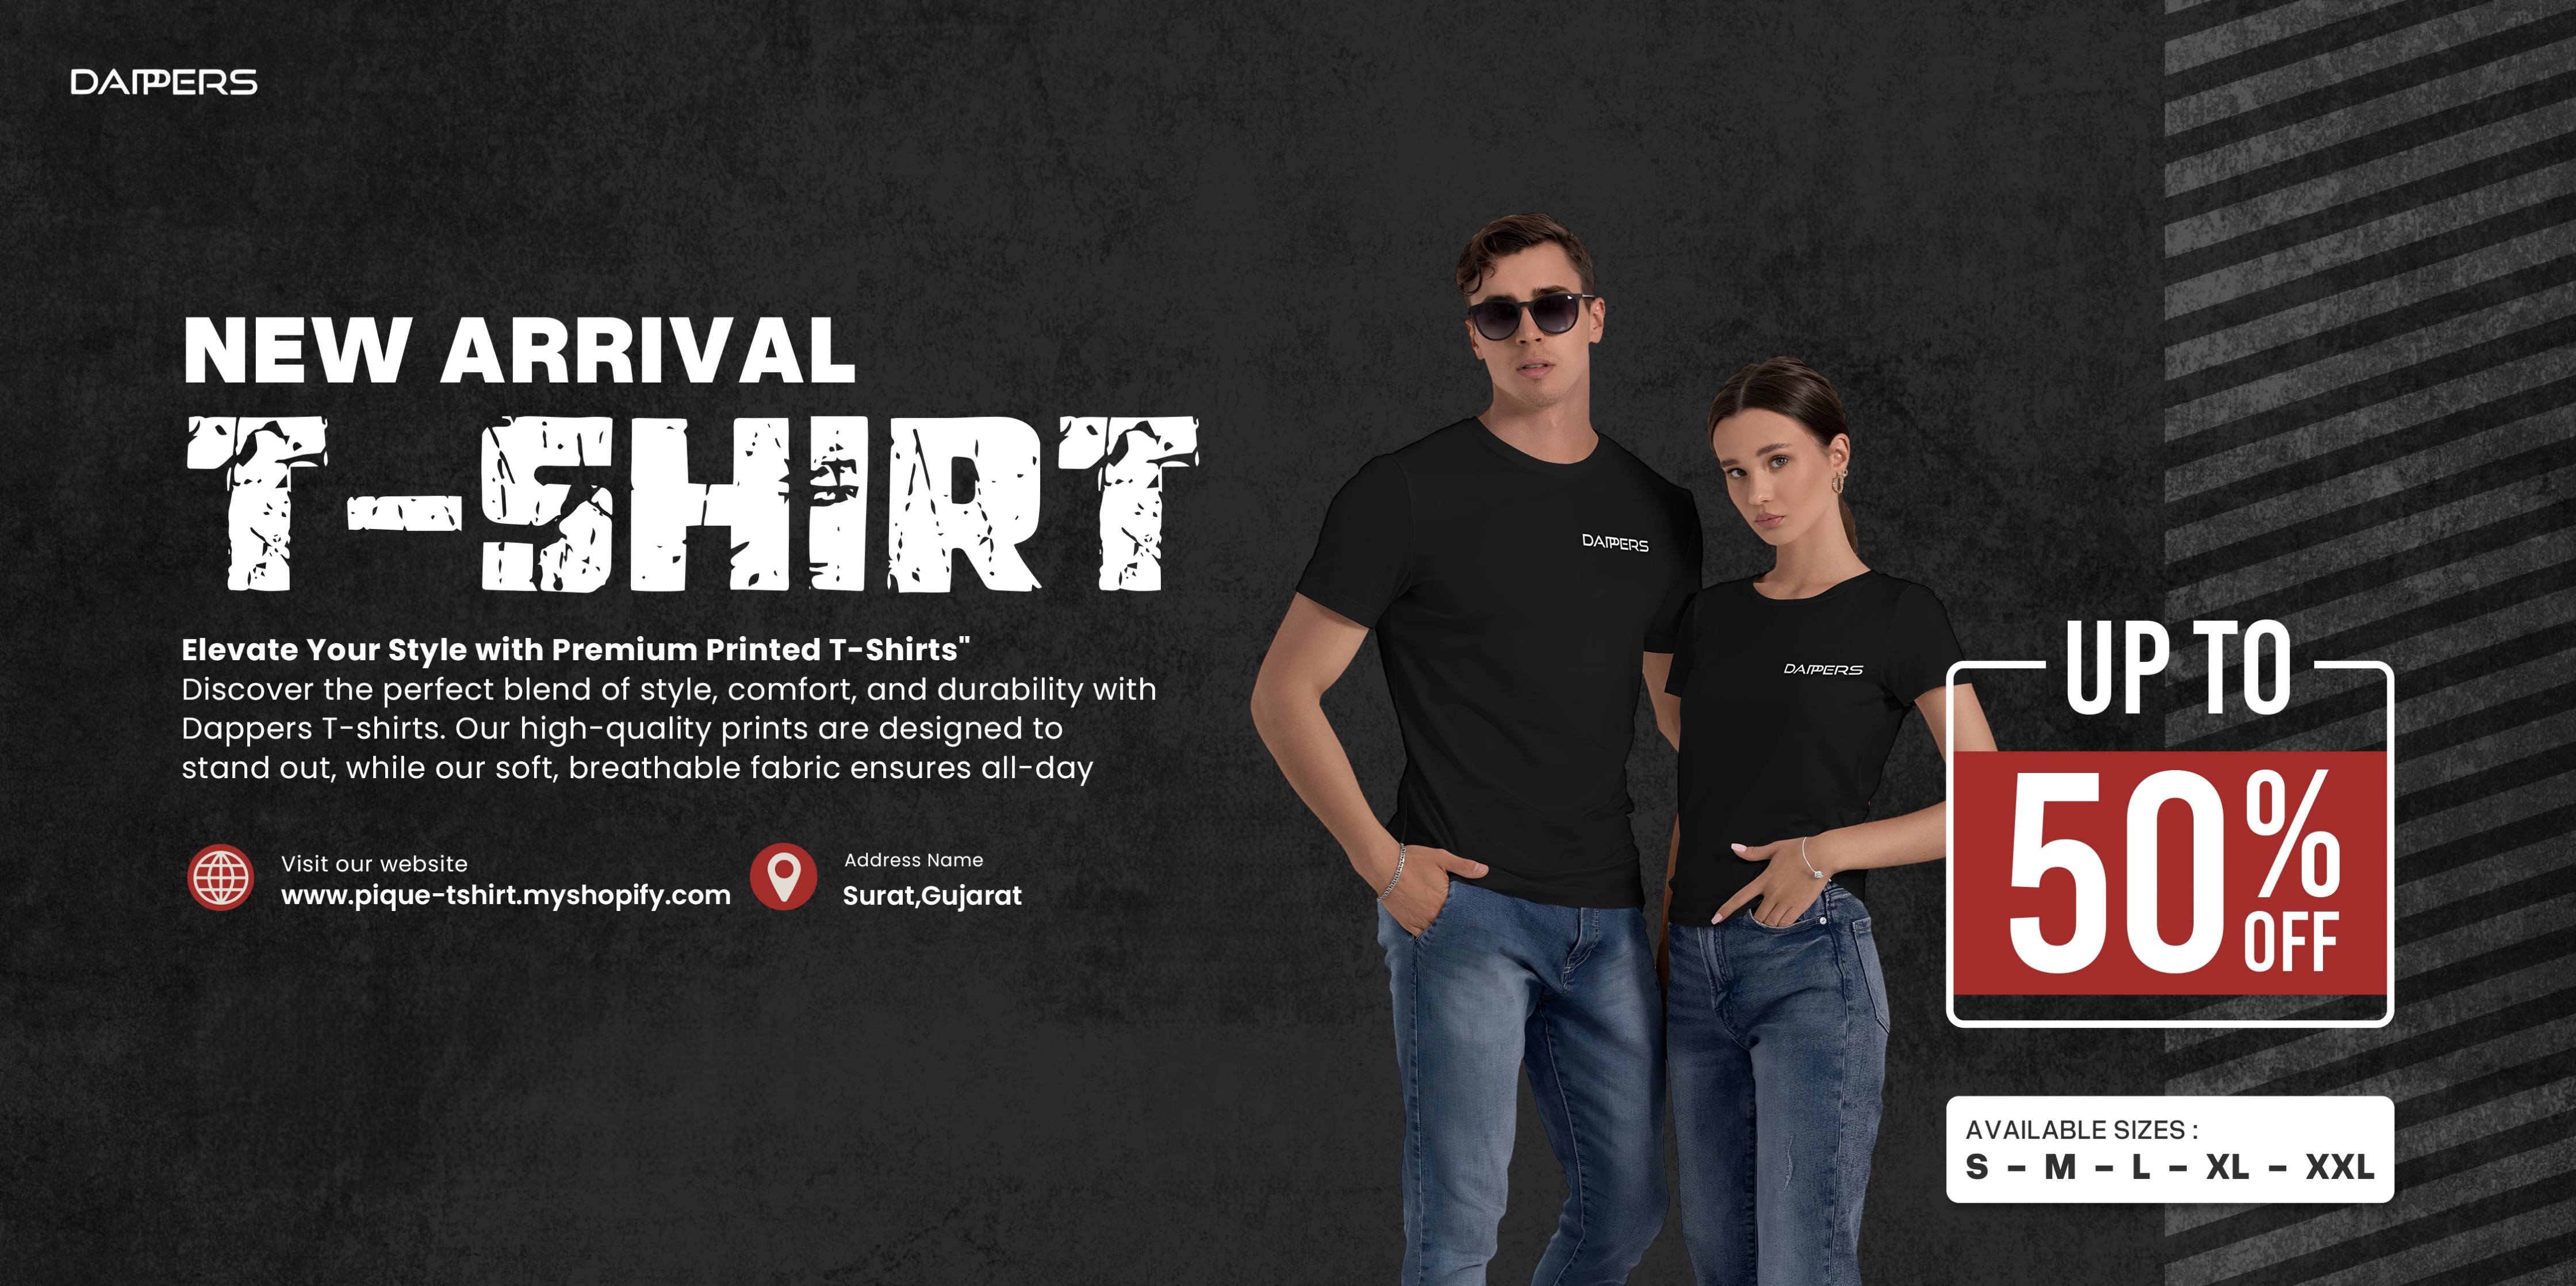 DAPPERS
NEW ARRIVAL
T-SHIRT
Elevate Your Style with Premium Printed T-Shirts"
Discover the perfect blend of style, comfort, and durability with
Dappers T-shirts. Our high-quality prints are designed to
stand out, while our soft, breathable fabric ensures all-day
Visit our website
www.pique-tshirt.myshopify.com
Address Name
Surat,Gujarat
DAPPERS
DAPPERS
UP TO
50%
OFF
AVAILABLE SIZES :
S - M - L - XL - XXL